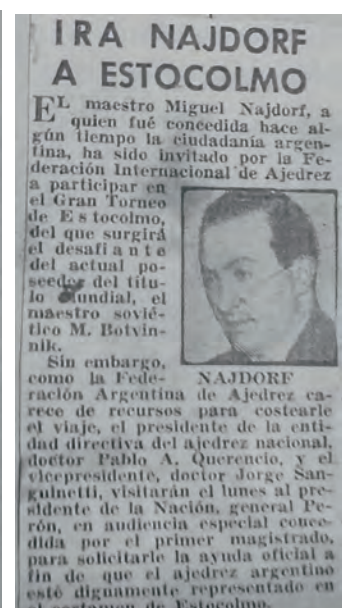 IRA NAJDORF
A ESTOCOLMO
EL maestro Miguel Najdorf, a
quien fué concedida hace al-
gún tiempo la ciudadanía argen-
tina, ha sido invitado por la Fe-
deración Internacional de Ajedrez
a participar en
el Gran Torneo
de Estocolmo,
del que surgirá
el desafiante
del actual po-
seedor del títu-
lo Mundial, el
maestro sovié-
tico M. Botvin-
nik.
Sin embargo,
como la Fede-
NAJDORF
ración Argentina de Ajedrez ca-
rece de recursos para costearle
el viaje, el presidente de la enti-
dad directiva del ajedrez nacional,
doctor Pablo A. Querencio, y el
vicepresidente, doctor Jorge San-
guinetti, visitarán el lunes al pre-
sidente de la Nación, general Pe-
rón, en audiencia especial conce-
dida por el primer magistrado,
para solicitarle la ayuda oficial a
fin de que el ajedrez argentino
esté dignamente representado en
el certamen de Estocolmo